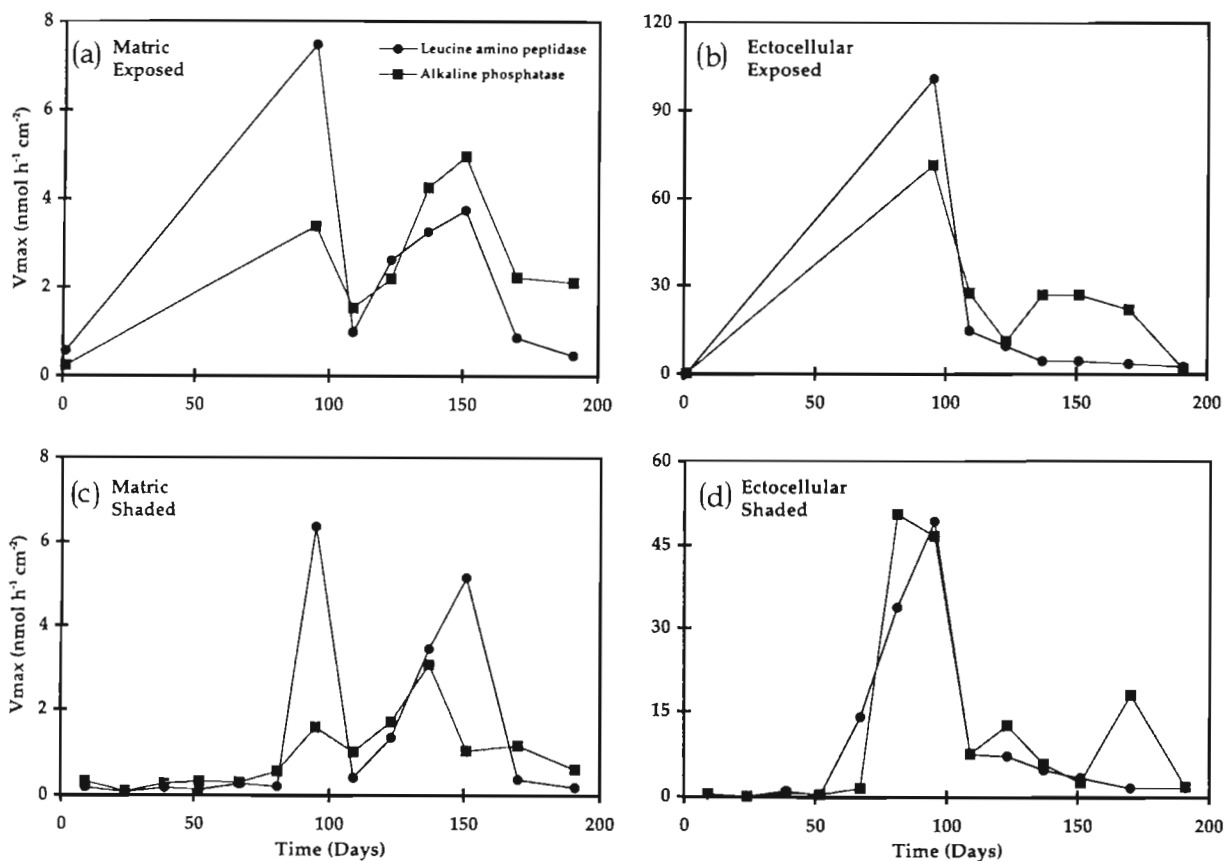 (a) Matric
Exposed
Leucine amino peptidase
Alkaline phosphatase
Vmax (nmol h⁻¹ cm⁻²)
8
6
4
2
0
0 50 100 150 200
(b) Ectocellular
Exposed
120
90
60
30
0
0 50 100 150 200
(c) Matric
Shaded
Vmax (nmol h⁻¹ cm⁻²)
8
6
4
2
0
0 50 100 150 200
Time (Days)
(d) Ectocellular
Shaded
60
45
30
15
0
0 50 100 150 200
Time (Days)